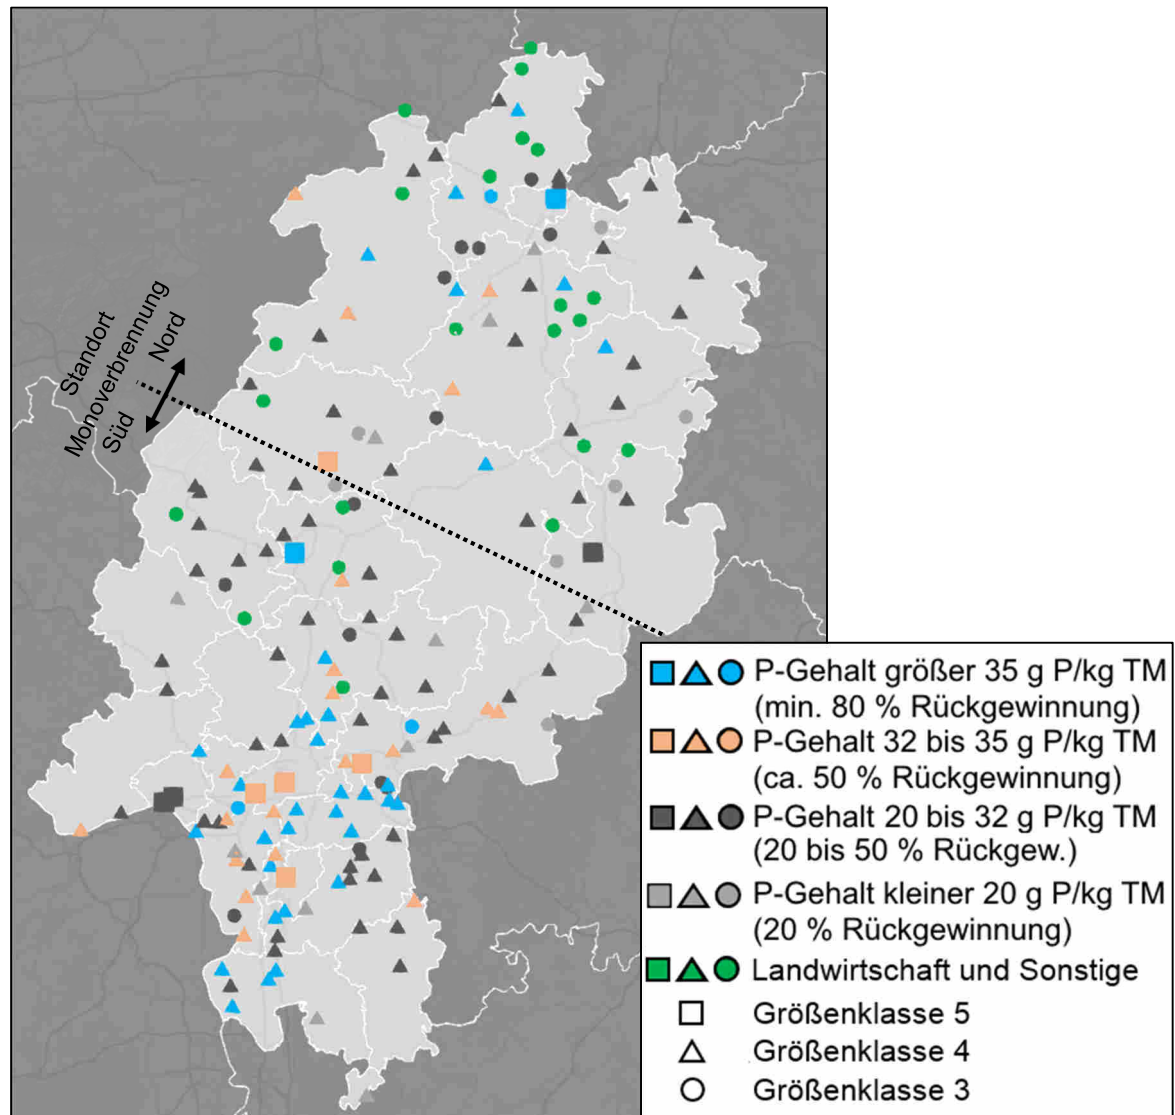 Standort
Monoverbrennung
Nord
Süd
P-Gehalt größer 35 g P/kg TM
(min. 80 % Rückgewinnung)
P-Gehalt 32 bis 35 g P/kg TM
(ca. 50 % Rückgewinnung)
P-Gehalt 20 bis 32 g P/kg TM
(20 bis 50 % Rückgew.)
P-Gehalt kleiner 20 g P/kg TM
(20 % Rückgewinnung)
Landwirtschaft und Sonstige
Größenklasse 5
Größenklasse 4
Größenklasse 3